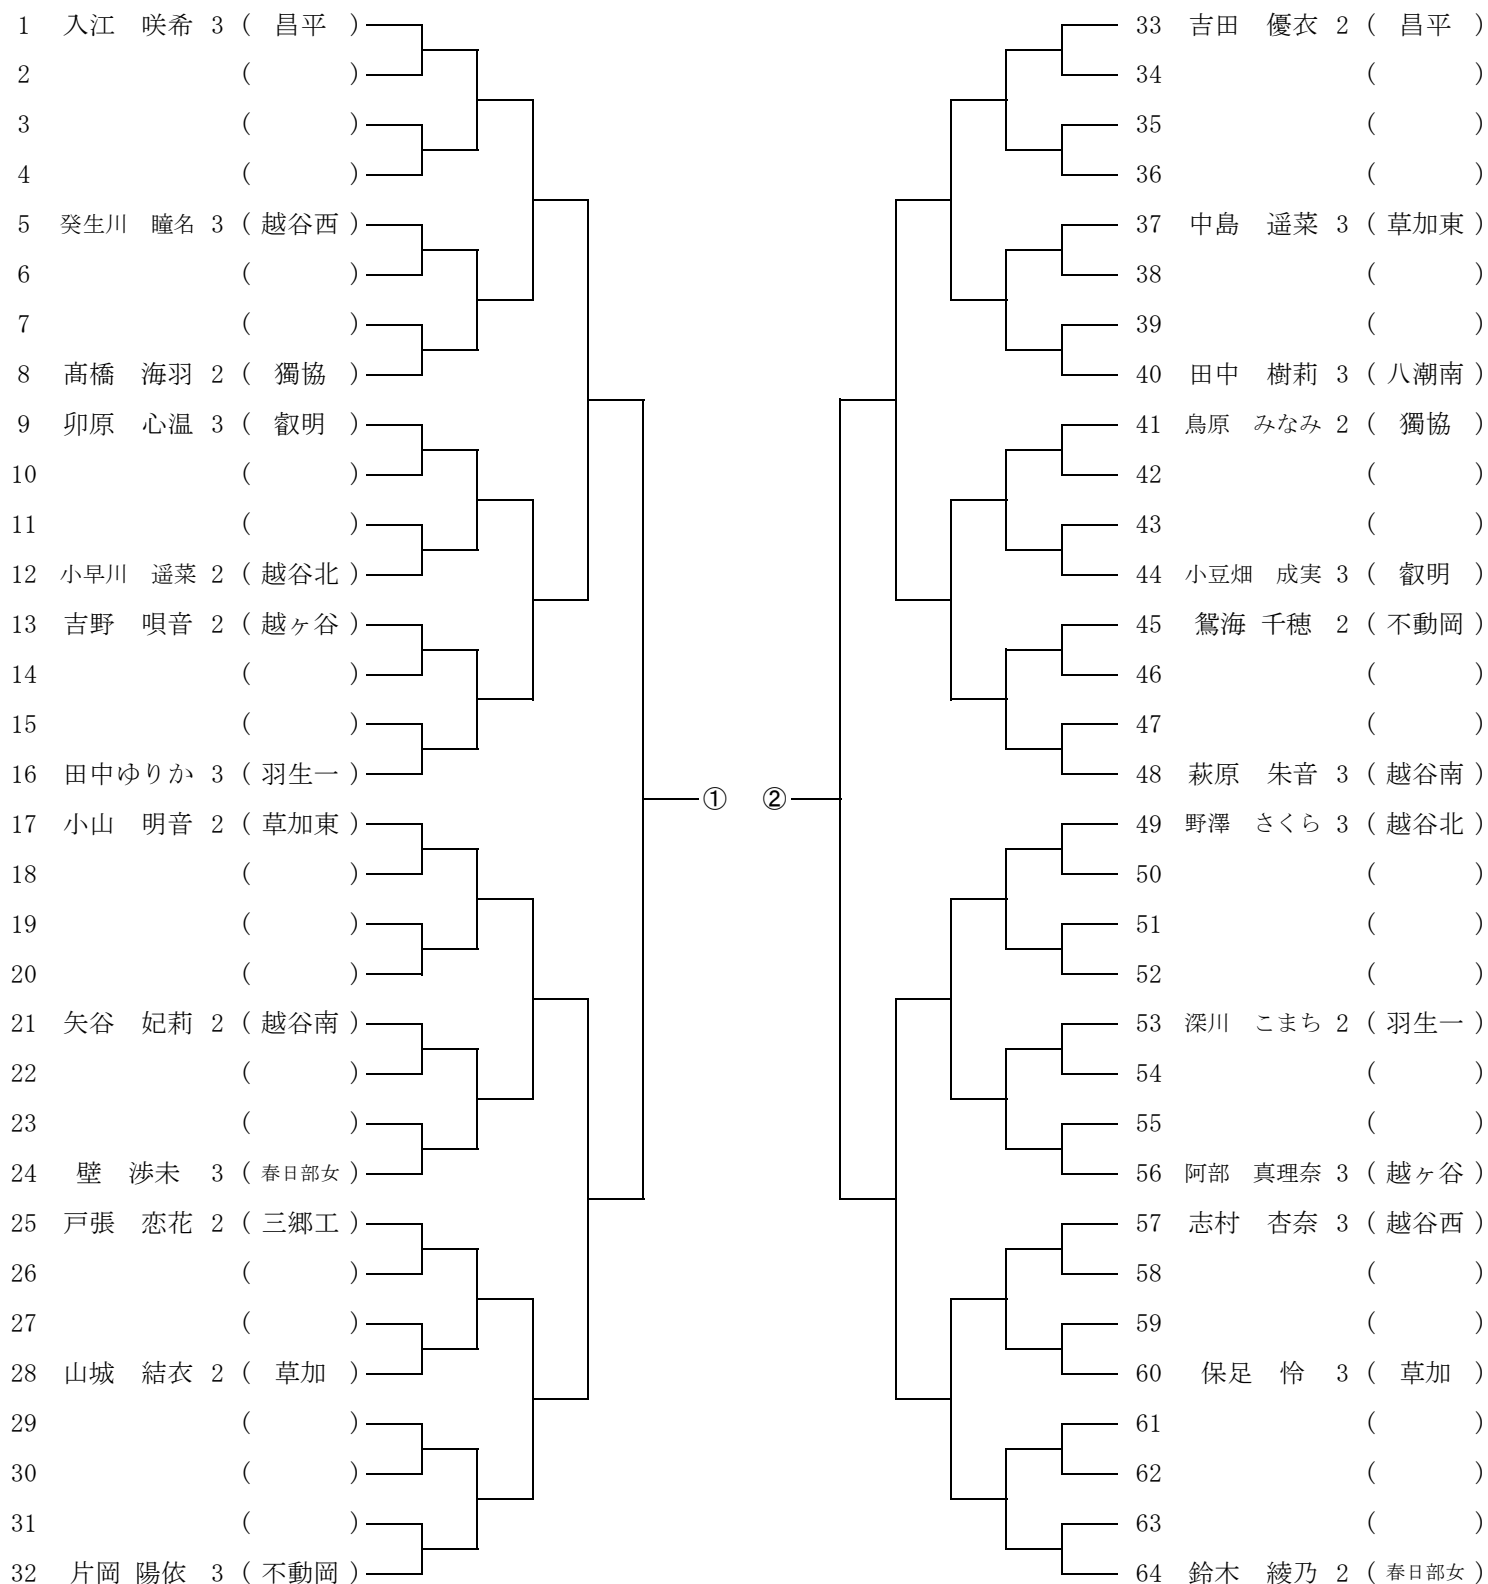 1 入江 咲希 3 ( 昌平 )
2 ( )
3 ( )
4 ( )
5 癸生川 瞳名 3 ( 越谷西 )
6 ( )
7 ( )
8 髙橋 海羽 2 ( 獨協 )
9 卯原 心温 3 ( 叡明 )
10 ( )
11 ( )
12 小早川 遥菜 2 ( 越谷北 )
13 吉野 唄音 2 ( 越ヶ谷 )
14 ( )
15 ( )
16 田中ゆりか 3 ( 羽生一 )
17 小山 明音 2 ( 草加東 )
18 ( )
19 ( )
20 ( )
21 矢谷 妃莉 2 ( 越谷南 )
22 ( )
23 ( )
24 壁 渉未 3 ( 春日部女 )
25 戸張 恋花 2 ( 三郷工 )
26 ( )
27 ( )
28 山城 結衣 2 ( 草加 )
29 ( )
30 ( )
31 ( )
32 片岡 陽依 3 ( 不動岡 )
① ②
33 吉田 優衣 2 ( 昌平 )
34 ( )
35 ( )
36 ( )
37 中島 遥菜 3 ( 草加東 )
38 ( )
39 ( )
40 田中 樹莉 3 ( 八潮南 )
41 鳥原 みなみ 2 ( 獨協 )
42 ( )
43 ( )
44 小豆畑 成実 3 ( 叡明 )
45 鴛海 千穂 2 ( 不動岡 )
46 ( )
47 ( )
48 萩原 朱音 3 ( 越谷南 )
49 野澤 さくら 3 ( 越谷北 )
50 ( )
51 ( )
52 ( )
53 深川 こまち 2 ( 羽生一 )
54 ( )
55 ( )
56 阿部 真理奈 3 ( 越ヶ谷 )
57 志村 杏奈 3 ( 越谷西 )
58 ( )
59 ( )
60 保足 怜 3 ( 草加 )
61 ( )
62 ( )
63 ( )
64 鈴木 綾乃 2 ( 春日部女 )